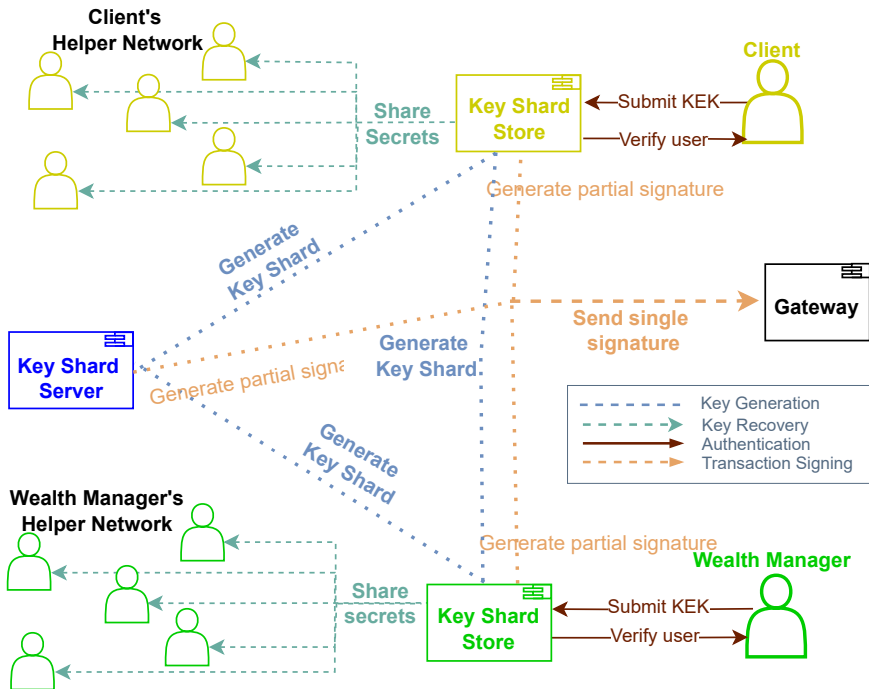 Client's
Helper Network
Client
Key Shard
Store
Submit KEK
Verify user
Share
Secrets
Generate partial signature
Generate
Key Shard
Gateway
Send single
signature
Key Shard
Server
Generate partial signa
Generate
Key Shard
Key Generation
Key Recovery
Authentication
Transaction Signing
Generate
Key Shard
Wealth Manager's
Helper Network
Generate partial signature
Wealth Manager
Share
secrets
Key Shard
Store
Submit KEK
Verify user